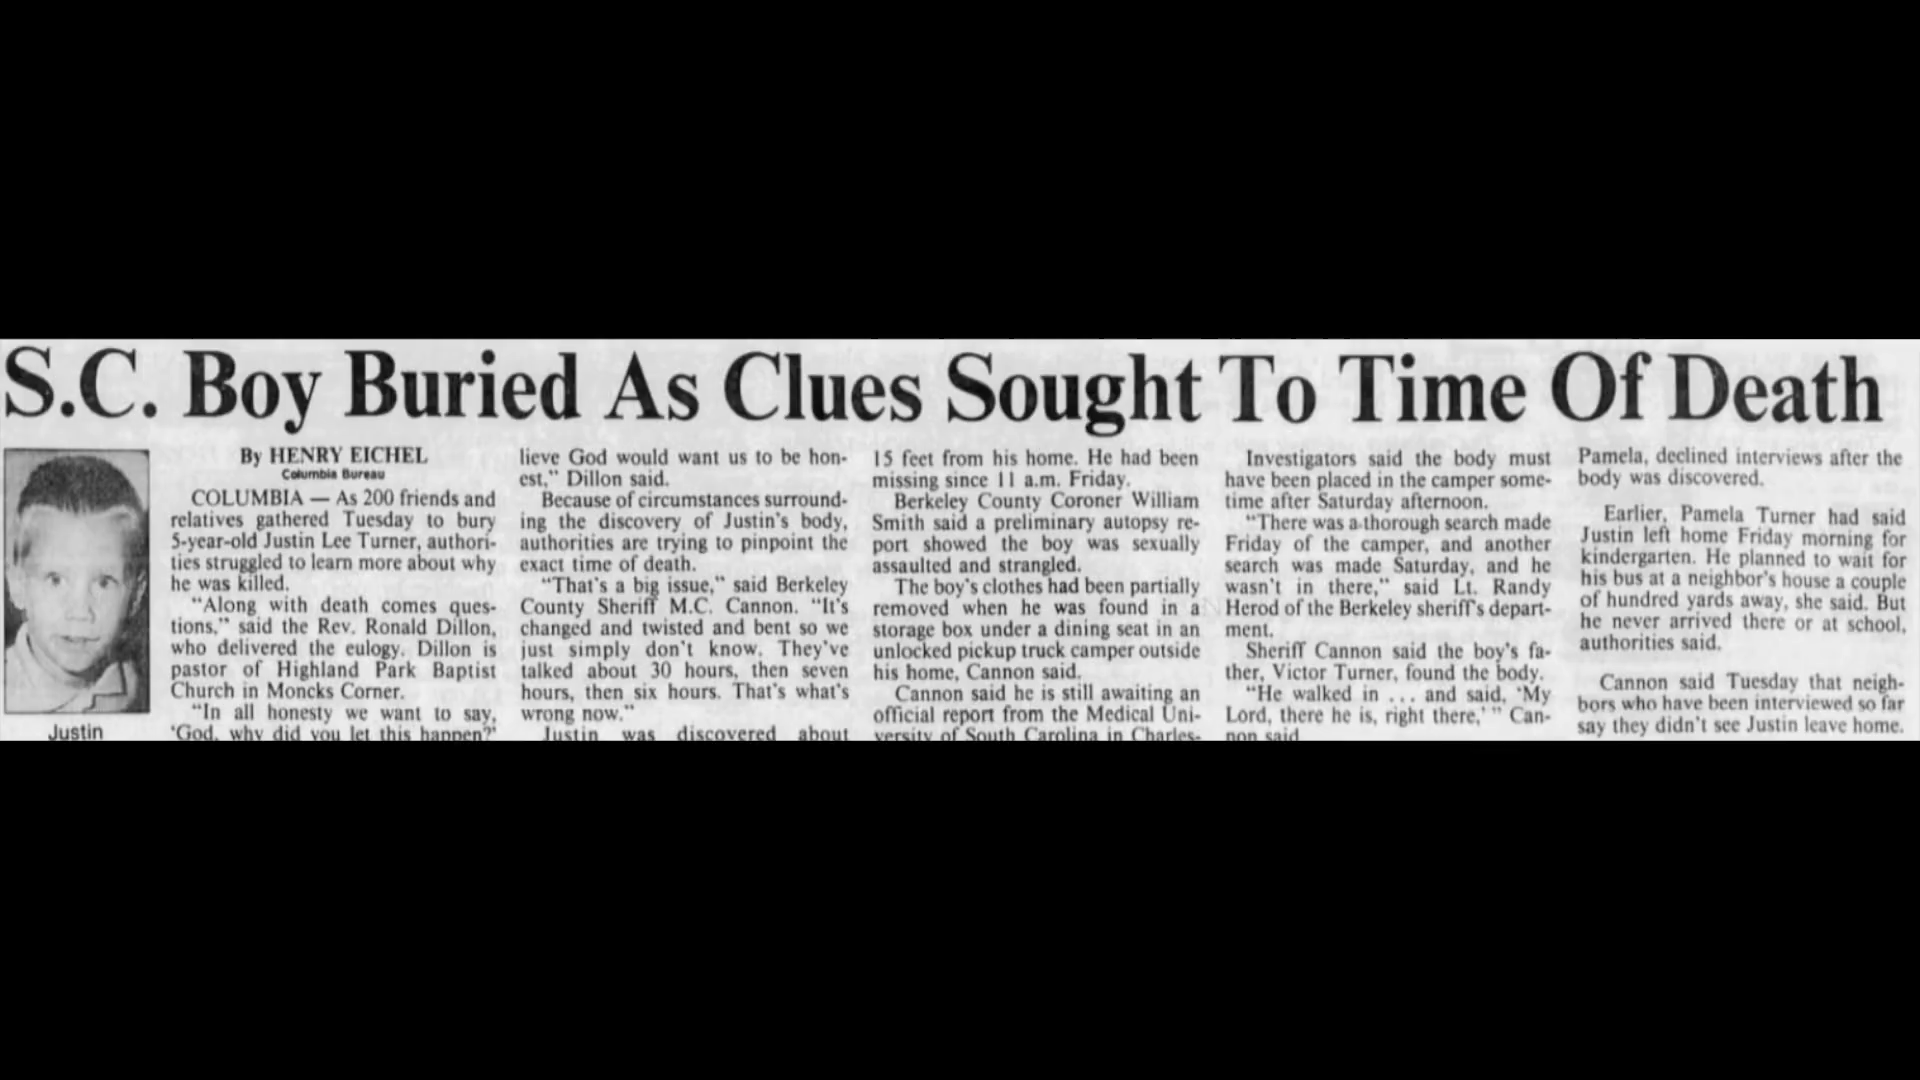 S.C. Boy Buried As Clues Sought To Time Of Death
Justin
By HENRY EICHEL
Columbia Bureau
COLUMBIA — As 200 friends and
relatives gathered Tuesday to bury
5-year-old Justin Lee Turner, authori-
ties struggled to learn more about why
he was killed.
"Along with death comes ques-
tions," said the Rev. Ronald Dillon,
who delivered the eulogy. Dillon is
pastor of Highland Park Baptist
Church in Moncks Corner.
"In all honesty we want to say,
'God, why did you let this happen?'
lieve God would want us to be hon-
est," Dillon said.
Because of circumstances surround-
ing the discovery of Justin's body,
authorities are trying to pinpoint the
exact time of death.
"That's a big issue," said Berkeley
County Sheriff M.C. Cannon. "It's
changed and twisted and bent so we
just simply don't know. They've
talked about 30 hours, then seven
hours, then six hours. That's what's
wrong now."
Justin was discovered about
15 feet from his home. He had been
missing since 11 a.m. Friday.
Berkeley County Coroner William
Smith said a preliminary autopsy re-
port showed the boy was sexually
assaulted and strangled.
The boy's clothes had been partially
removed when he was found in a
storage box under a dining seat in an
unlocked pickup truck camper outside
his home, Cannon said.
Cannon said he is still awaiting an
official report from the Medical Uni-
versity of South Carolina in Charles-
Investigators said the body must
have been placed in the camper some-
time after Saturday afternoon.
"There was a thorough search made
Friday of the camper, and another
search was made Saturday, and he
wasn't in there," said Lt. Randy
Herod of the Berkeley sheriff's depart-
ment.
Sheriff Cannon said the boy's fa-
ther, Victor Turner, found the body.
"He walked in . . . and said, 'My
Lord, there he is, right there,' " Can-
non said.
Pamela, declined interviews after the
body was discovered.
Earlier, Pamela Turner had said
Justin left home Friday morning for
kindergarten. He planned to wait for
his bus at a neighbor's house a couple
of hundred yards away, she said. But
he never arrived there or at school,
authorities said.
Cannon said Tuesday that neigh-
bors who have been interviewed so far
say they didn't see Justin leave home.